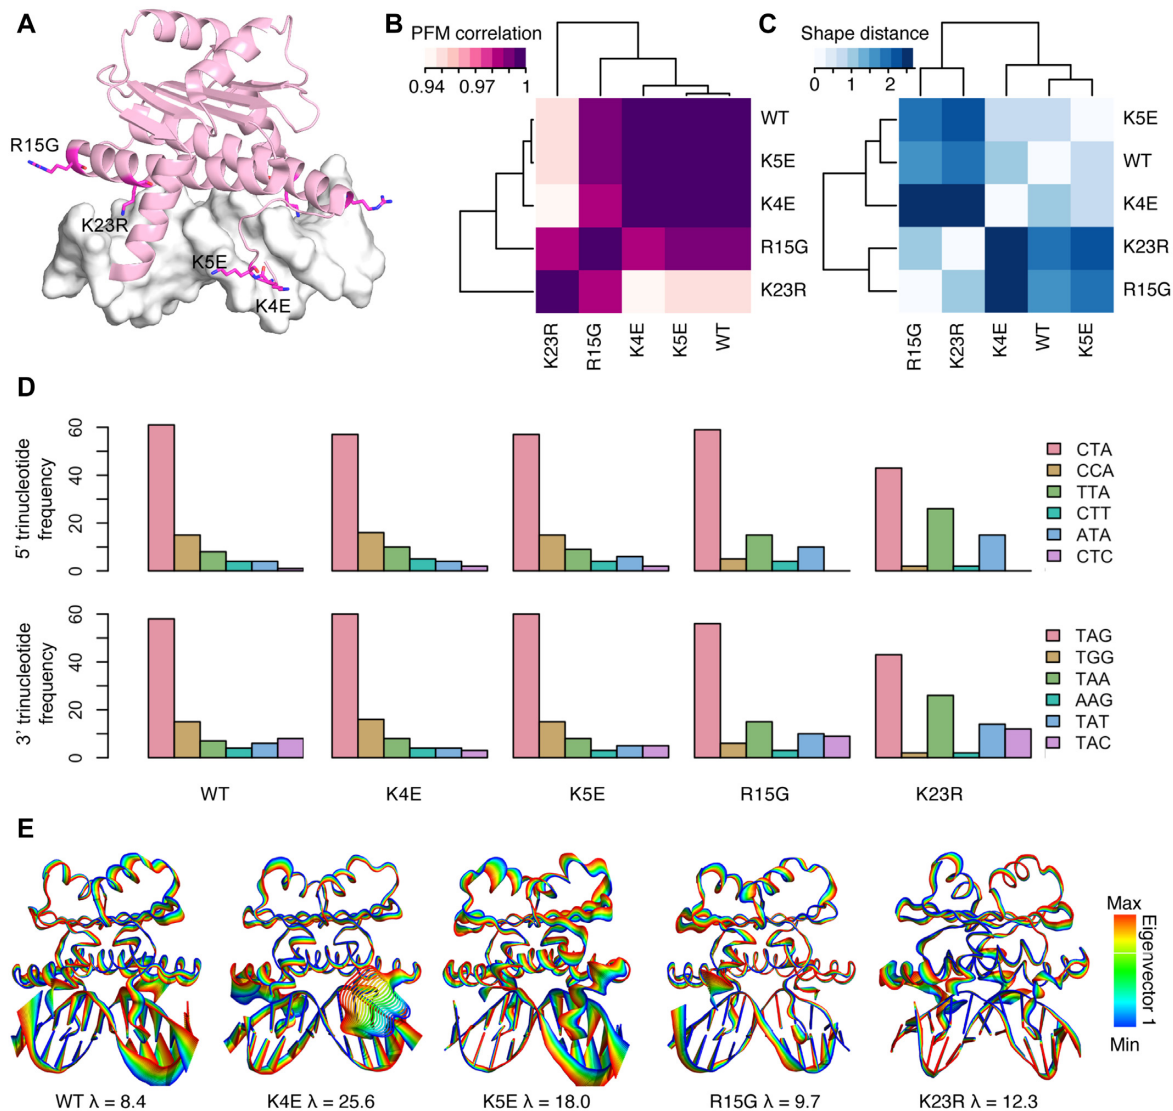 A
R15G
K23R
K5E
K4E
B
PFM correlation
0.94 0.97 1
WT
K5E
K4E
R15G
K23R
K23R R15G K4E K5E WT
C
Shape distance
0 1 2
K5E
WT
K4E
K23R
R15G
R15G K23R K4E WT K5E
D
5' trinucleotide
frequency
60
20
0
CTA
CCA
TTA
CTT
ATA
CTC
3' trinucleotide
frequency
60
20
0
TAG
TGG
TAA
AAG
TAT
TAC
WT K4E K5E R15G K23R
E
Max
Eigenvector 1
Min
WT λ = 8.4 K4E λ = 25.6 K5E λ = 18.0 R15G λ = 9.7 K23R λ = 12.3